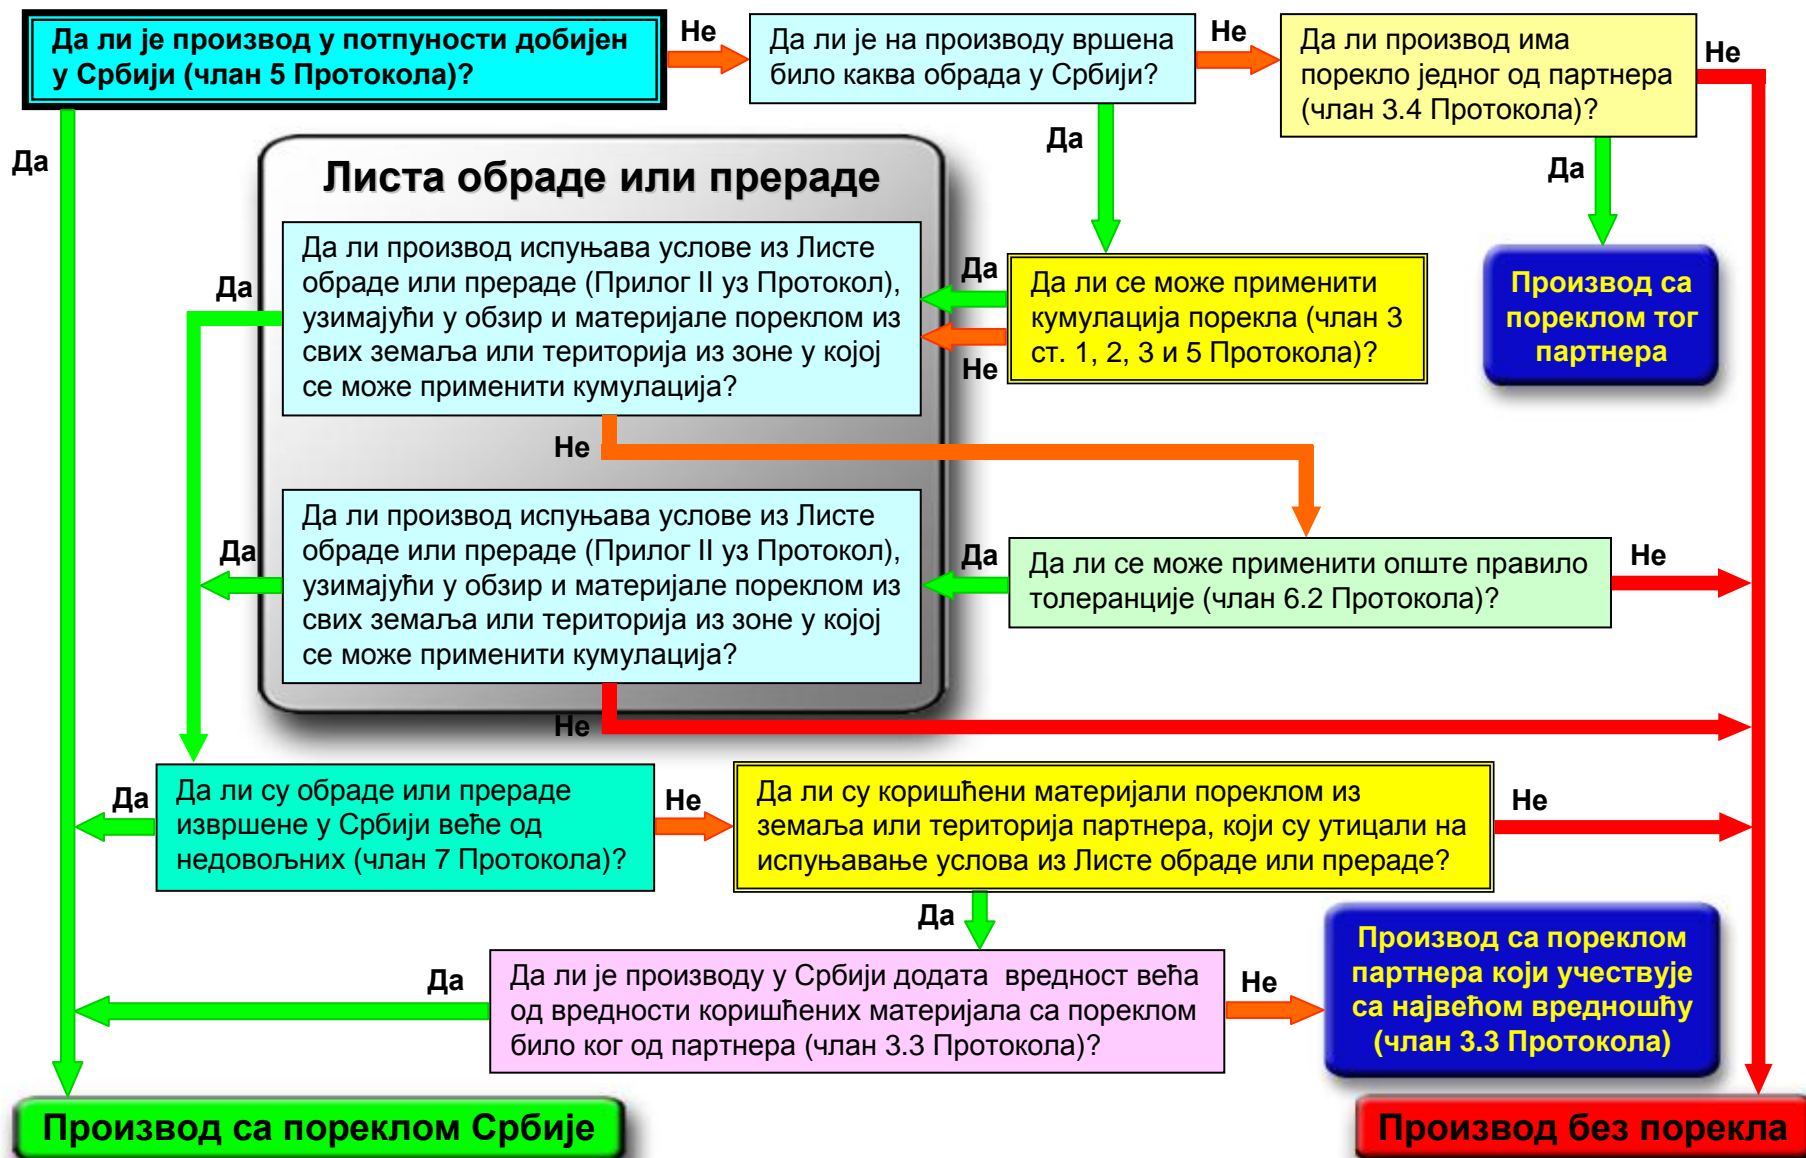 Да ли је производ у потпуности добијен
у Србији (члан 5 Протокола)?
Не
Да ли је на производу вршена
било каква обрада у Србији?
Не
Да ли производ има
порекло једног од партнера
(члан 3.4 Протокола)?
Не
Да
Да
Да
Листа обраде или прераде
Да ли производ испуњава услове из Листе
обраде или прераде (Прилог II уз Протокол),
узимајући у обзир и материјале пореклом из
свих земаља или територија из зоне у којој
се може применити кумулација?
Да
Да
Не
Да ли се може применити
кумулација порекла (члан 3
ст. 1, 2, 3 и 5 Протокола)?
Производ са
пореклом тог
партнера
Не
Да ли производ испуњава услове из Листе
обраде или прераде (Прилог II уз Протокол),
узимајући у обзир и материјале пореклом из
свих земаља или територија из зоне у којој
се може применити кумулација?
Да
Да
Да ли се може применити опште правило
толеранције (члан 6.2 Протокола)?
Не
Не
Да
Да ли су обраде или прераде
извршене у Србији веће од
недовољних (члан 7 Протокола)?
Не
Да ли су коришћени материјали пореклом из
земаља или територија партнера, који су утицали на
испуњавање услова из Листе обраде или прераде?
Не
Да
Да
Да ли је производу у Србији додата  вредност већа
од вредности коришћених материјала са пореклом
било ког од партнера (члан 3.3 Протокола)?
Не
Производ са пореклом
партнера који учествује
са највећом вредношћу
(члан 3.3 Протокола)
Производ са пореклом Србије
Производ без порекла